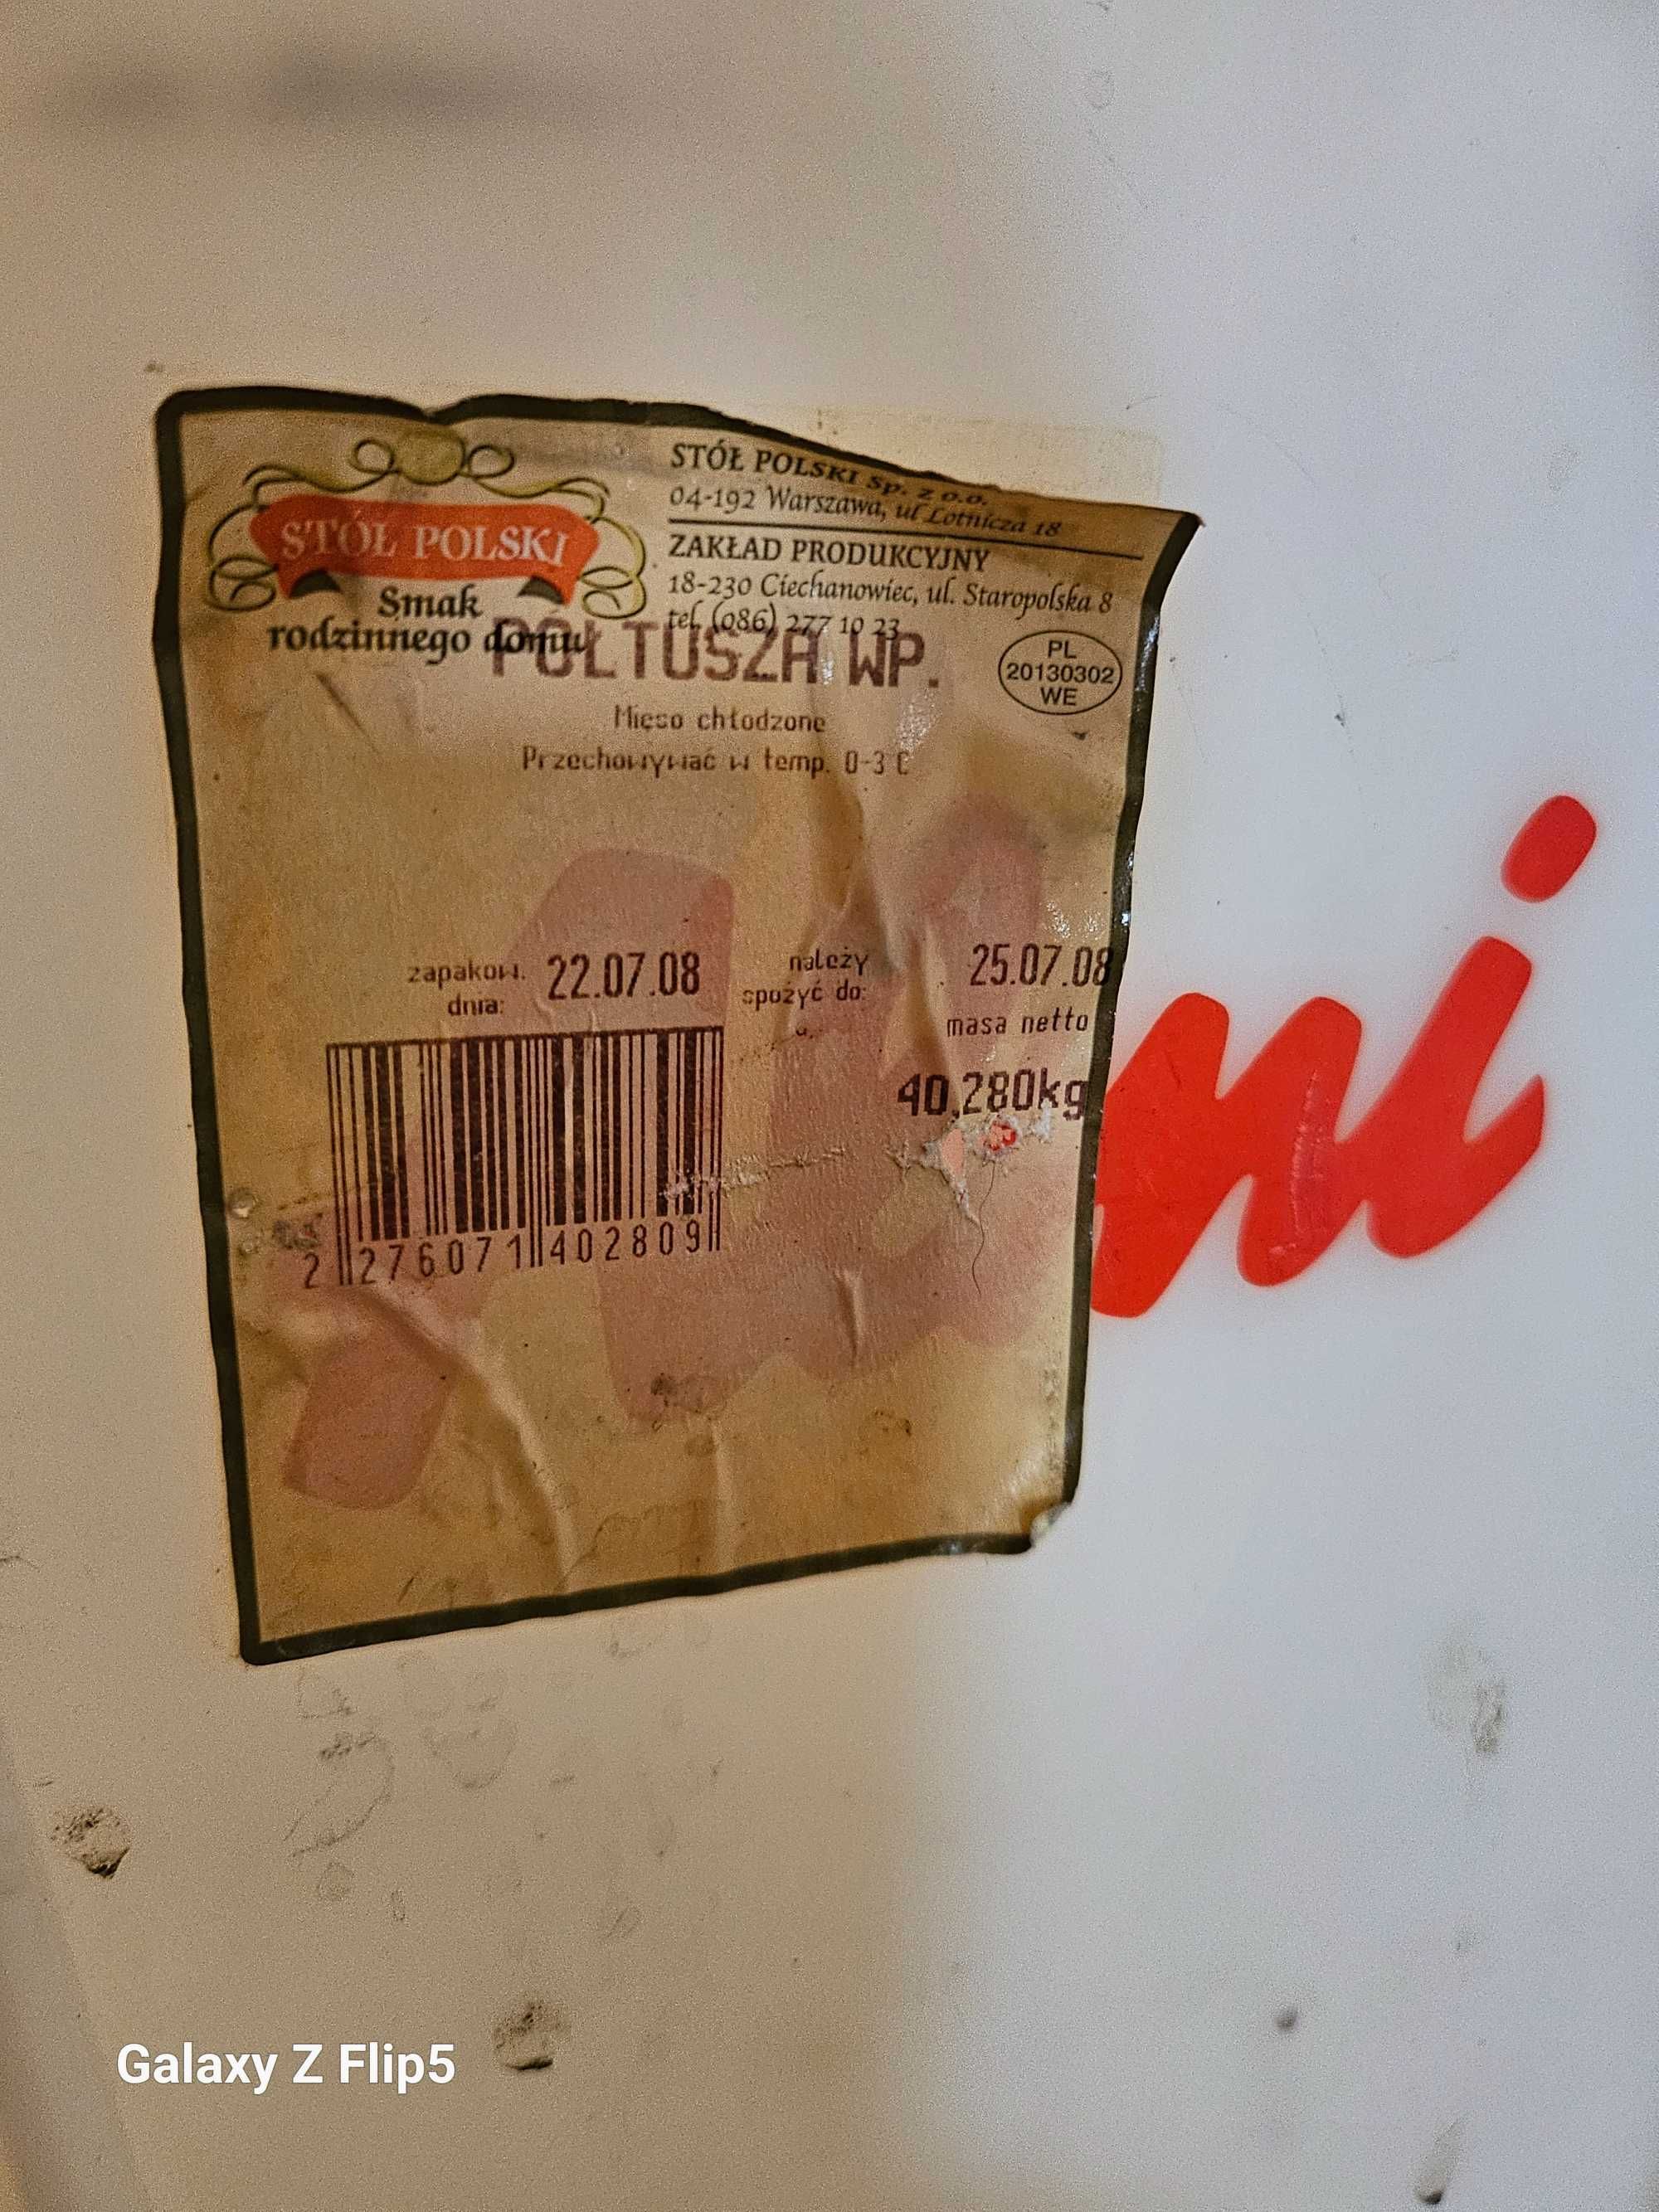 STÓŁ POLSKI
Smak
rodzinnego domu
STÓŁ POLSKI Sp. z o.o.
04-192 Warszawa, ul Lotnicza 18
ZAKŁAD PRODUKCYJNY
18-230 Ciechanowiec, ul. Staropolska 8
tel. (086) 277 10 23
PÓŁTUSZA WP.
PL
20130302
WE
Mięso chłodzone
Przechowywać w temp. 0-3 C
zapakow.
dnia:
22.07.08
należy
spożyć do:
25.07.08
masa netto
40,280kg
2 276071 402809
ni
Galaxy Z Flip5